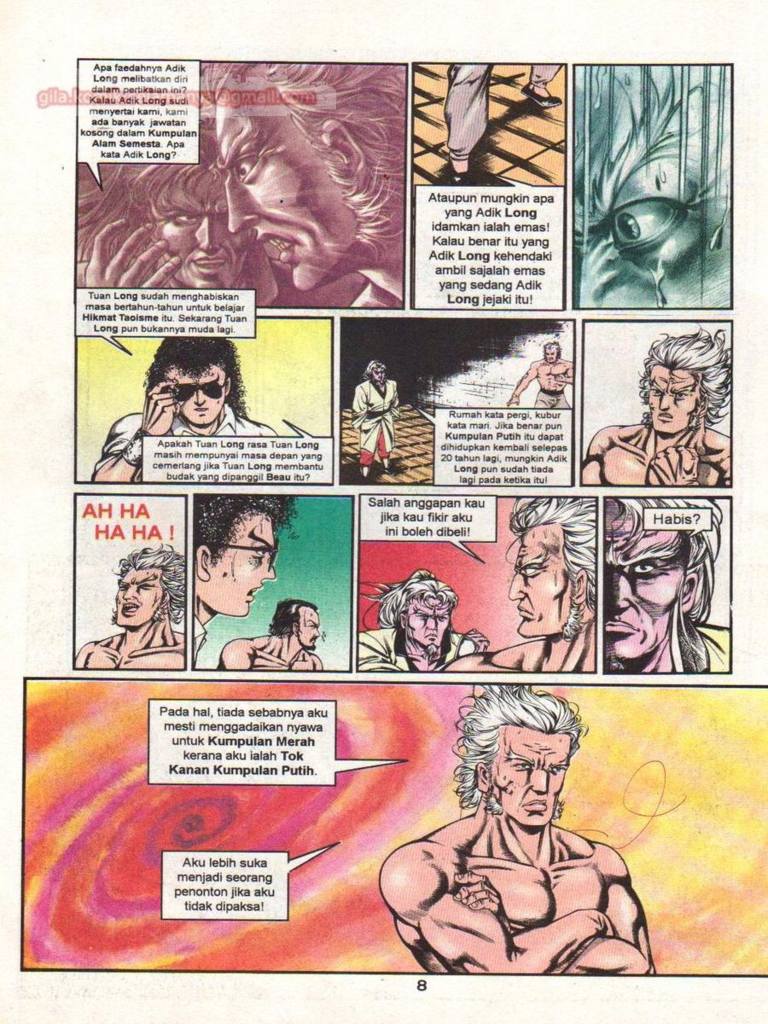 Apa faedahnya Adik
Long melibatkan diri
dalam pertikaian ini?
Kalau Adik Long sudi
menyertai kami, kami
ada banyak jawatan
kosong dalam Kumpulan
Alam Semesta. Apa
kata Adik Long?
Ataupun mungkin apa
yang Adik Long
idamkan ialah emas!
Kalau benar itu yang
Adik Long kehendaki
ambil sajalah emas
yang sedang Adik
Long jejaki itu!
Tuan Long sudah menghabiskan
masa bertahun-tahun untuk belajar
Hikmat Taoisme itu. Sekarang Tuan
Long pun bukannya muda lagi.
Apakah Tuan Long rasa Tuan Long
masih mempunyai masa depan yang
cemerlang jika Tuan Long membantu
budak yang dipanggil Beau itu?
Rumah kata pergi, kubur
kata mari. Jika benar pun
Kumpulan Putih itu dapat
dihidupkan kembali selepas
20 tahun lagi, mungkin Adik
Long pun sudah tiada
lagi pada ketika itu!
AH HA
HA HA !
Salah anggapan kau
jika kau fikir aku
ini boleh dibeli!
Habis?
Pada hal, tiada sebabnya aku
mesti menggadaikan nyawa
untuk Kumpulan Merah
kerana aku ialah Tok
Kanan Kumpulan Putih.
Aku lebih suka
menjadi seorang
penonton jika aku
tidak dipaksa!
8